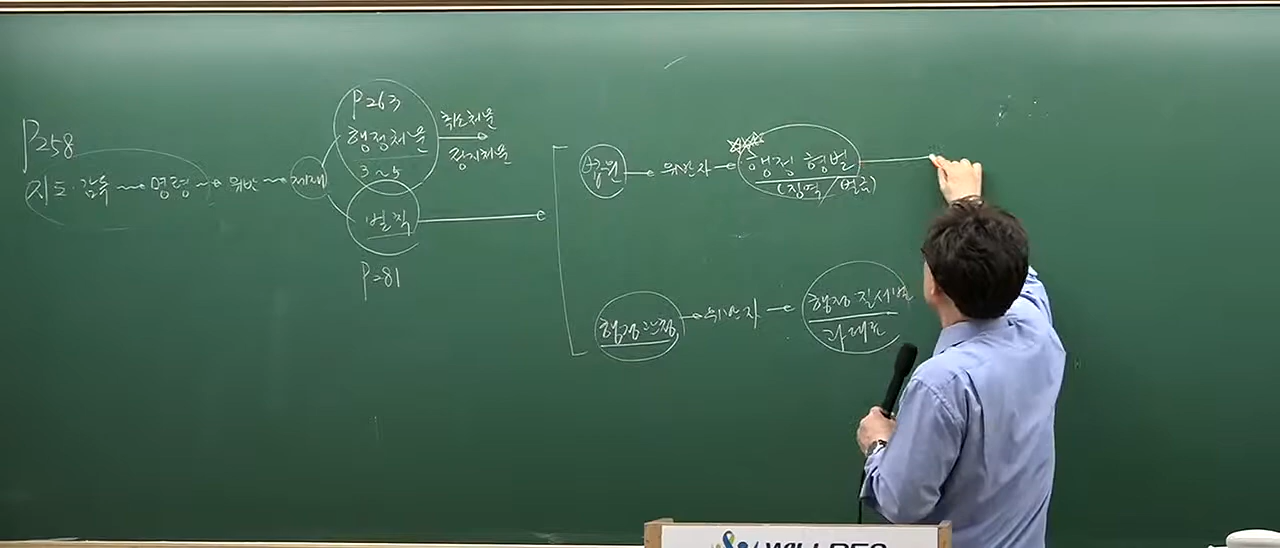 P258
지도·감독 → 명령 → 위반 → 제재
P263
행정처분
3~5
취소처분
정지처분
벌칙
P=81
법원 → 위반자 → 행정 형벌
(징역/벌금)
행정관청 → 위반자 → 행정 질서벌
과태료